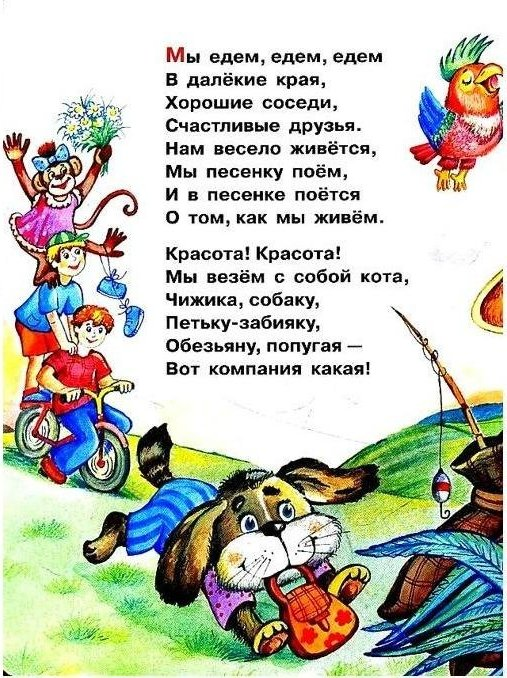 Мы едем, едем, едем
В далёкие края,
Хорошие соседи,
Счастливые друзья.
Нам весело живётся,
Мы песенку поём,
И в песенке поётся
О том, как мы живём.
Красота! Красота!
Мы везём с собой кота,
Чижика, собаку,
Петьку-забияку,
Обезьяну, попугая —
Вот компания какая!